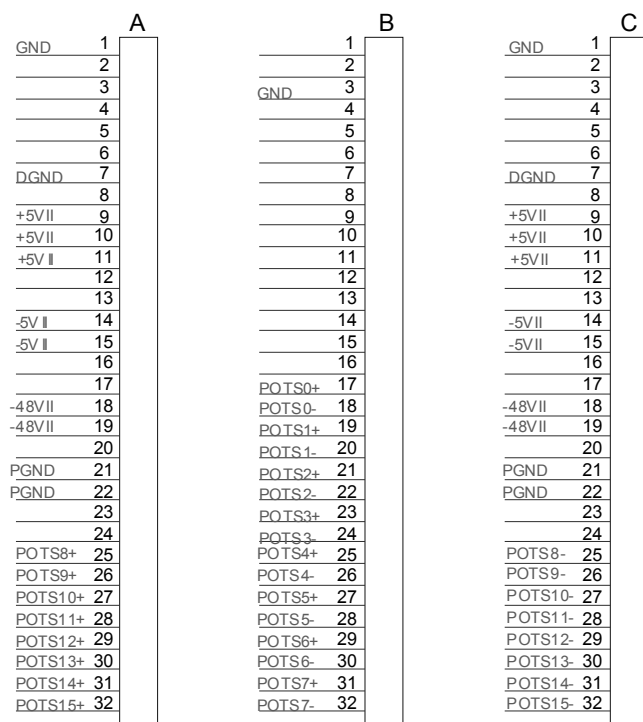 A
GND 1
2
3
4
5
6
DGND 7
8
+5VII 9
+5VII 10
+5VII 11
12
13
-5VII 14
-5VII 15
16
17
-48VII 18
-48VII 19
20
PGND 21
PGND 22
23
24
POTS8+ 25
POTS9+ 26
POTS10+ 27
POTS11+ 28
POTS12+ 29
POTS13+ 30
POTS14+ 31
POTS15+ 32
B
1
2
GND 3
4
5
6
7
8
9
10
11
12
13
14
15
16
POTS0+ 17
POTS0- 18
POTS1+ 19
POTS1- 20
POTS2+ 21
POTS2- 22
POTS3+ 23
POTS3- 24
POTS4+ 25
POTS4- 26
POTS5+ 27
POTS5- 28
POTS6+ 29
POTS6- 30
POTS7+ 31
POTS7- 32
C
GND 1
2
3
4
5
6
DGND 7
8
+5VII 9
+5VII 10
+5VII 11
12
13
-5VII 14
-5VII 15
16
17
-48VII 18
-48VII 19
20
PGND 21
PGND 22
23
24
POTS8- 25
POTS9- 26
POTS10- 27
POTS11- 28
POTS12- 29
POTS13- 30
POTS14- 31
POTS15- 32